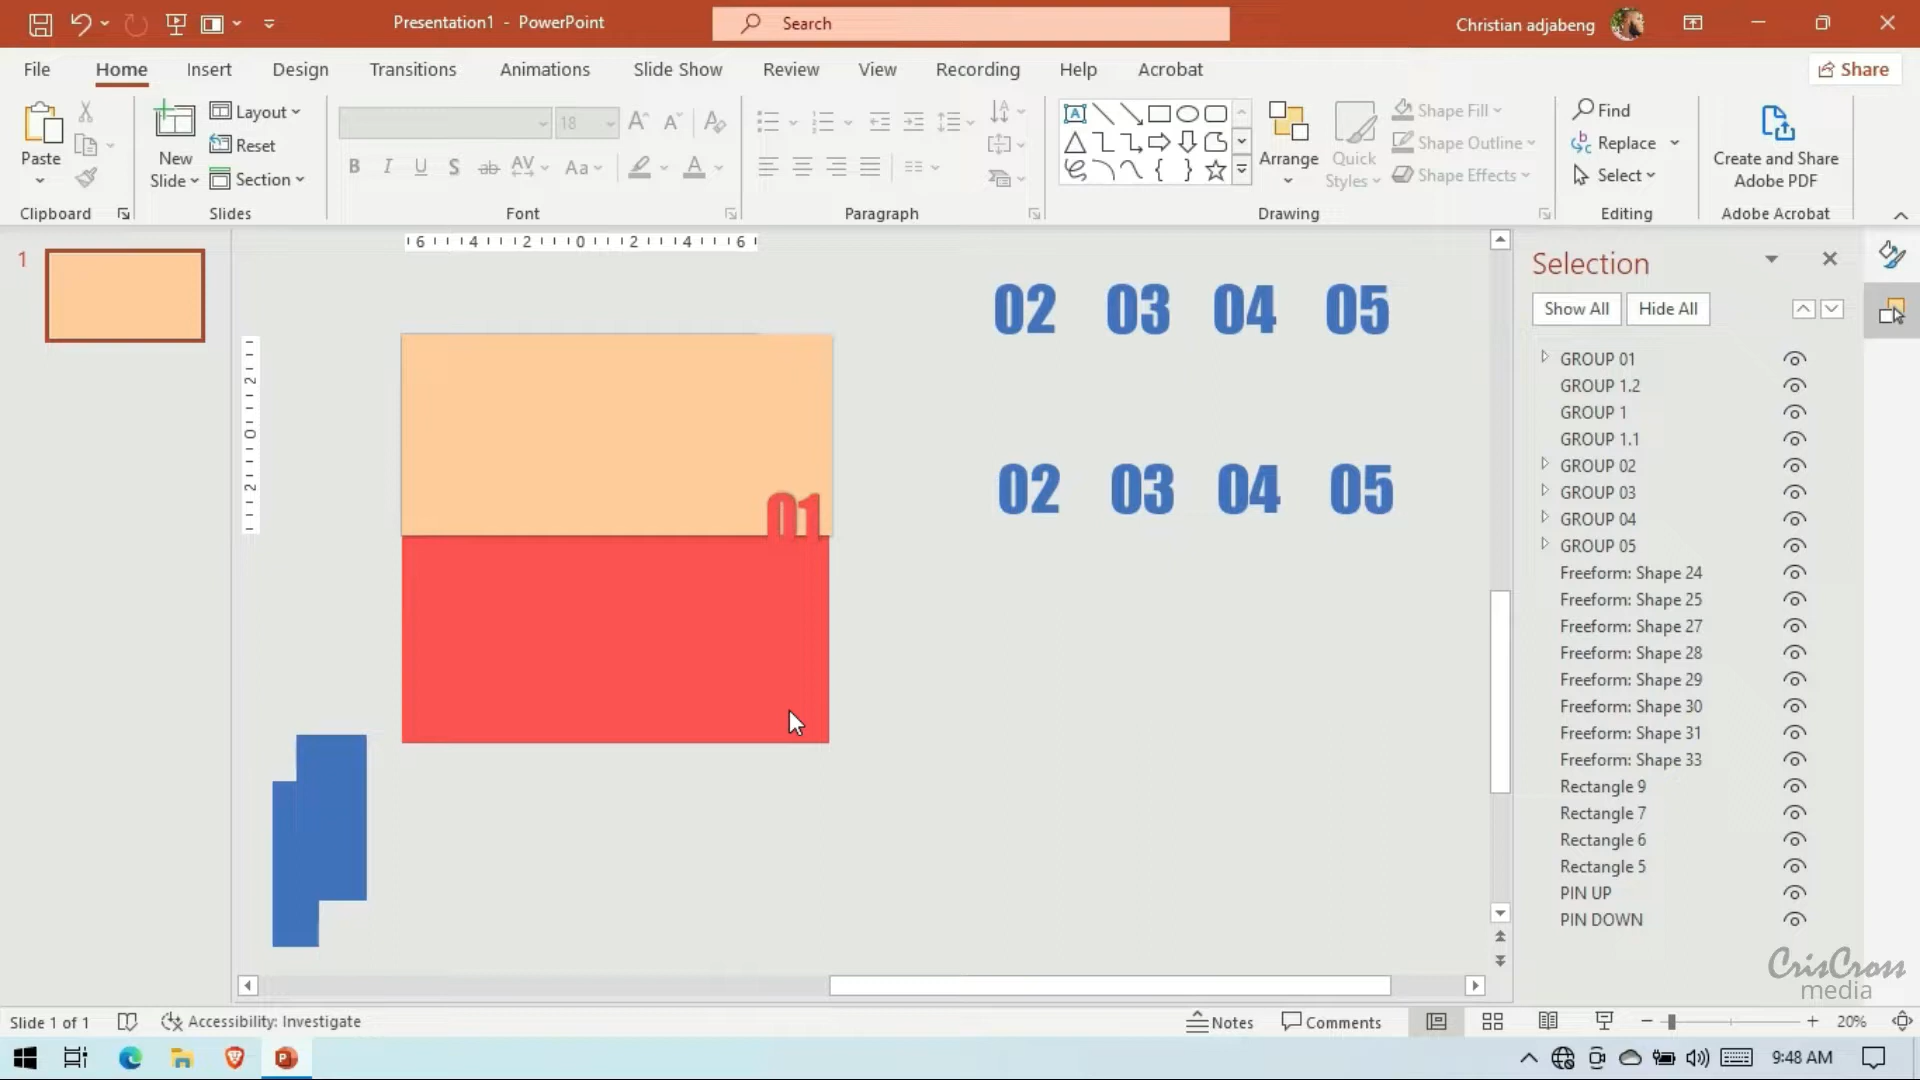 Presentation1 - PowerPoint
Search
Christian adjabeng
File Home Insert Design Transitions Animations Slide Show Review View Recording Help Acrobat
Share
Paste
Clipboard
New Slide
Layout
Reset
Section
Slides
18
B I U S ab AV Aa A
Font
Paragraph
Arrange
Quick Styles
Shape Fill
Shape Outline
Shape Effects
Drawing
Find
Replace
Select
Editing
Create and Share Adobe PDF
Adobe Acrobat
1
6 4 2 0 2 4 6
2 0 2
02 03 04 05
02 03 04 05
01
Selection
Show All
Hide All
GROUP 01
GROUP 1.2
GROUP 1
GROUP 1.1
GROUP 02
GROUP 03
GROUP 04
GROUP 05
Freeform: Shape 24
Freeform: Shape 25
Freeform: Shape 27
Freeform: Shape 28
Freeform: Shape 29
Freeform: Shape 30
Freeform: Shape 31
Freeform: Shape 33
Rectangle 9
Rectangle 7
Rectangle 6
Rectangle 5
PIN UP
PIN DOWN
CrisCross
media
Slide 1 of 1
Accessibility: Investigate
Notes
Comments
20%
9:48 AM